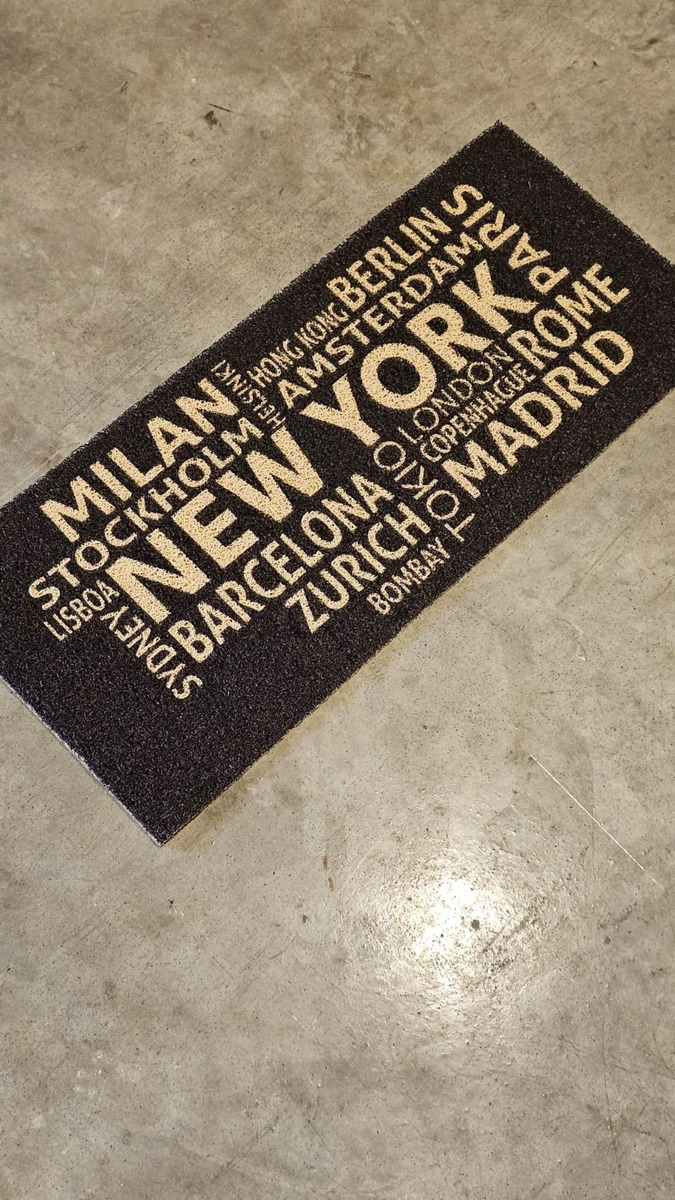 MILAN
HELSINKI
HONG KONG
BERLIN
PARIS
STOCKHOLM
AMSTERDAM
LISBOA
NEW YORK
SYDNEY
BARCELONA
TOKIO
LONDON
ROME
COPENHAGUE
ZURICH
MADRID
BOMBAY